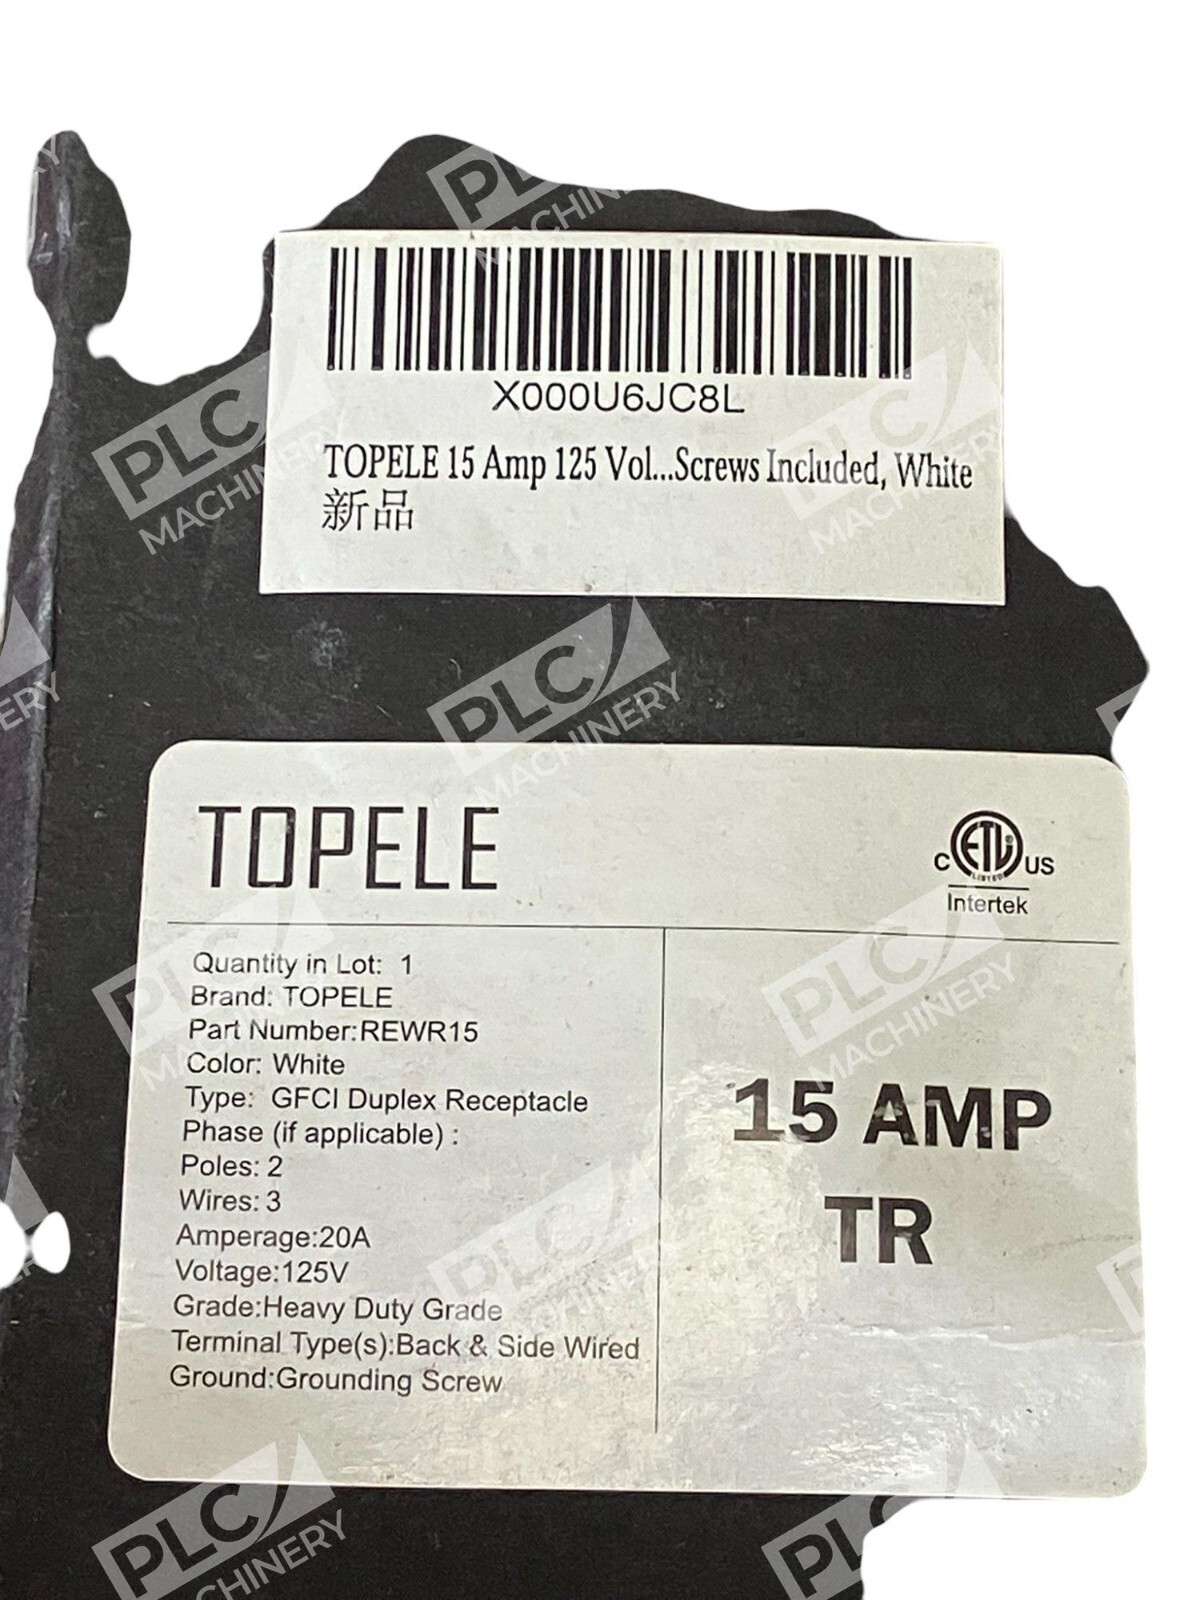 X000U6JC8L
TOPELE 15 Amp 125 Vol...Screws Included, White
新品
TOPELE
C ETL US
LISTED
Intertek
Quantity in Lot: 1
Brand: TOPELE
Part Number:REWR15
Color: White
Type: GFCI Duplex Receptacle
Phase (if applicable) :
Poles: 2
Wires: 3
Amperage:20A
Voltage:125V
Grade:Heavy Duty Grade
Terminal Type(s):Back & Side Wired
Ground:Grounding Screw
15 AMP
TR
PLC
MACHINERY